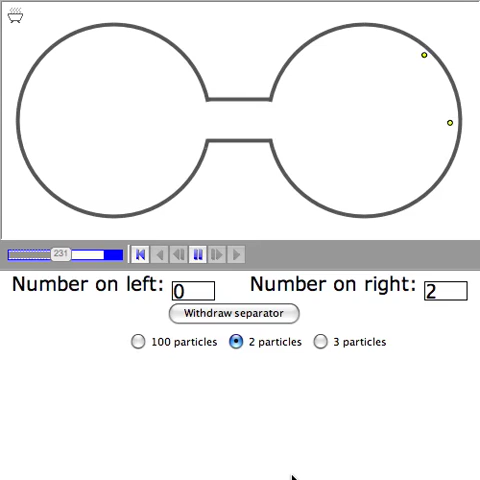 231
Number on left: 0 Number on right: 2
Withdraw separator
100 particles 2 particles 3 particles